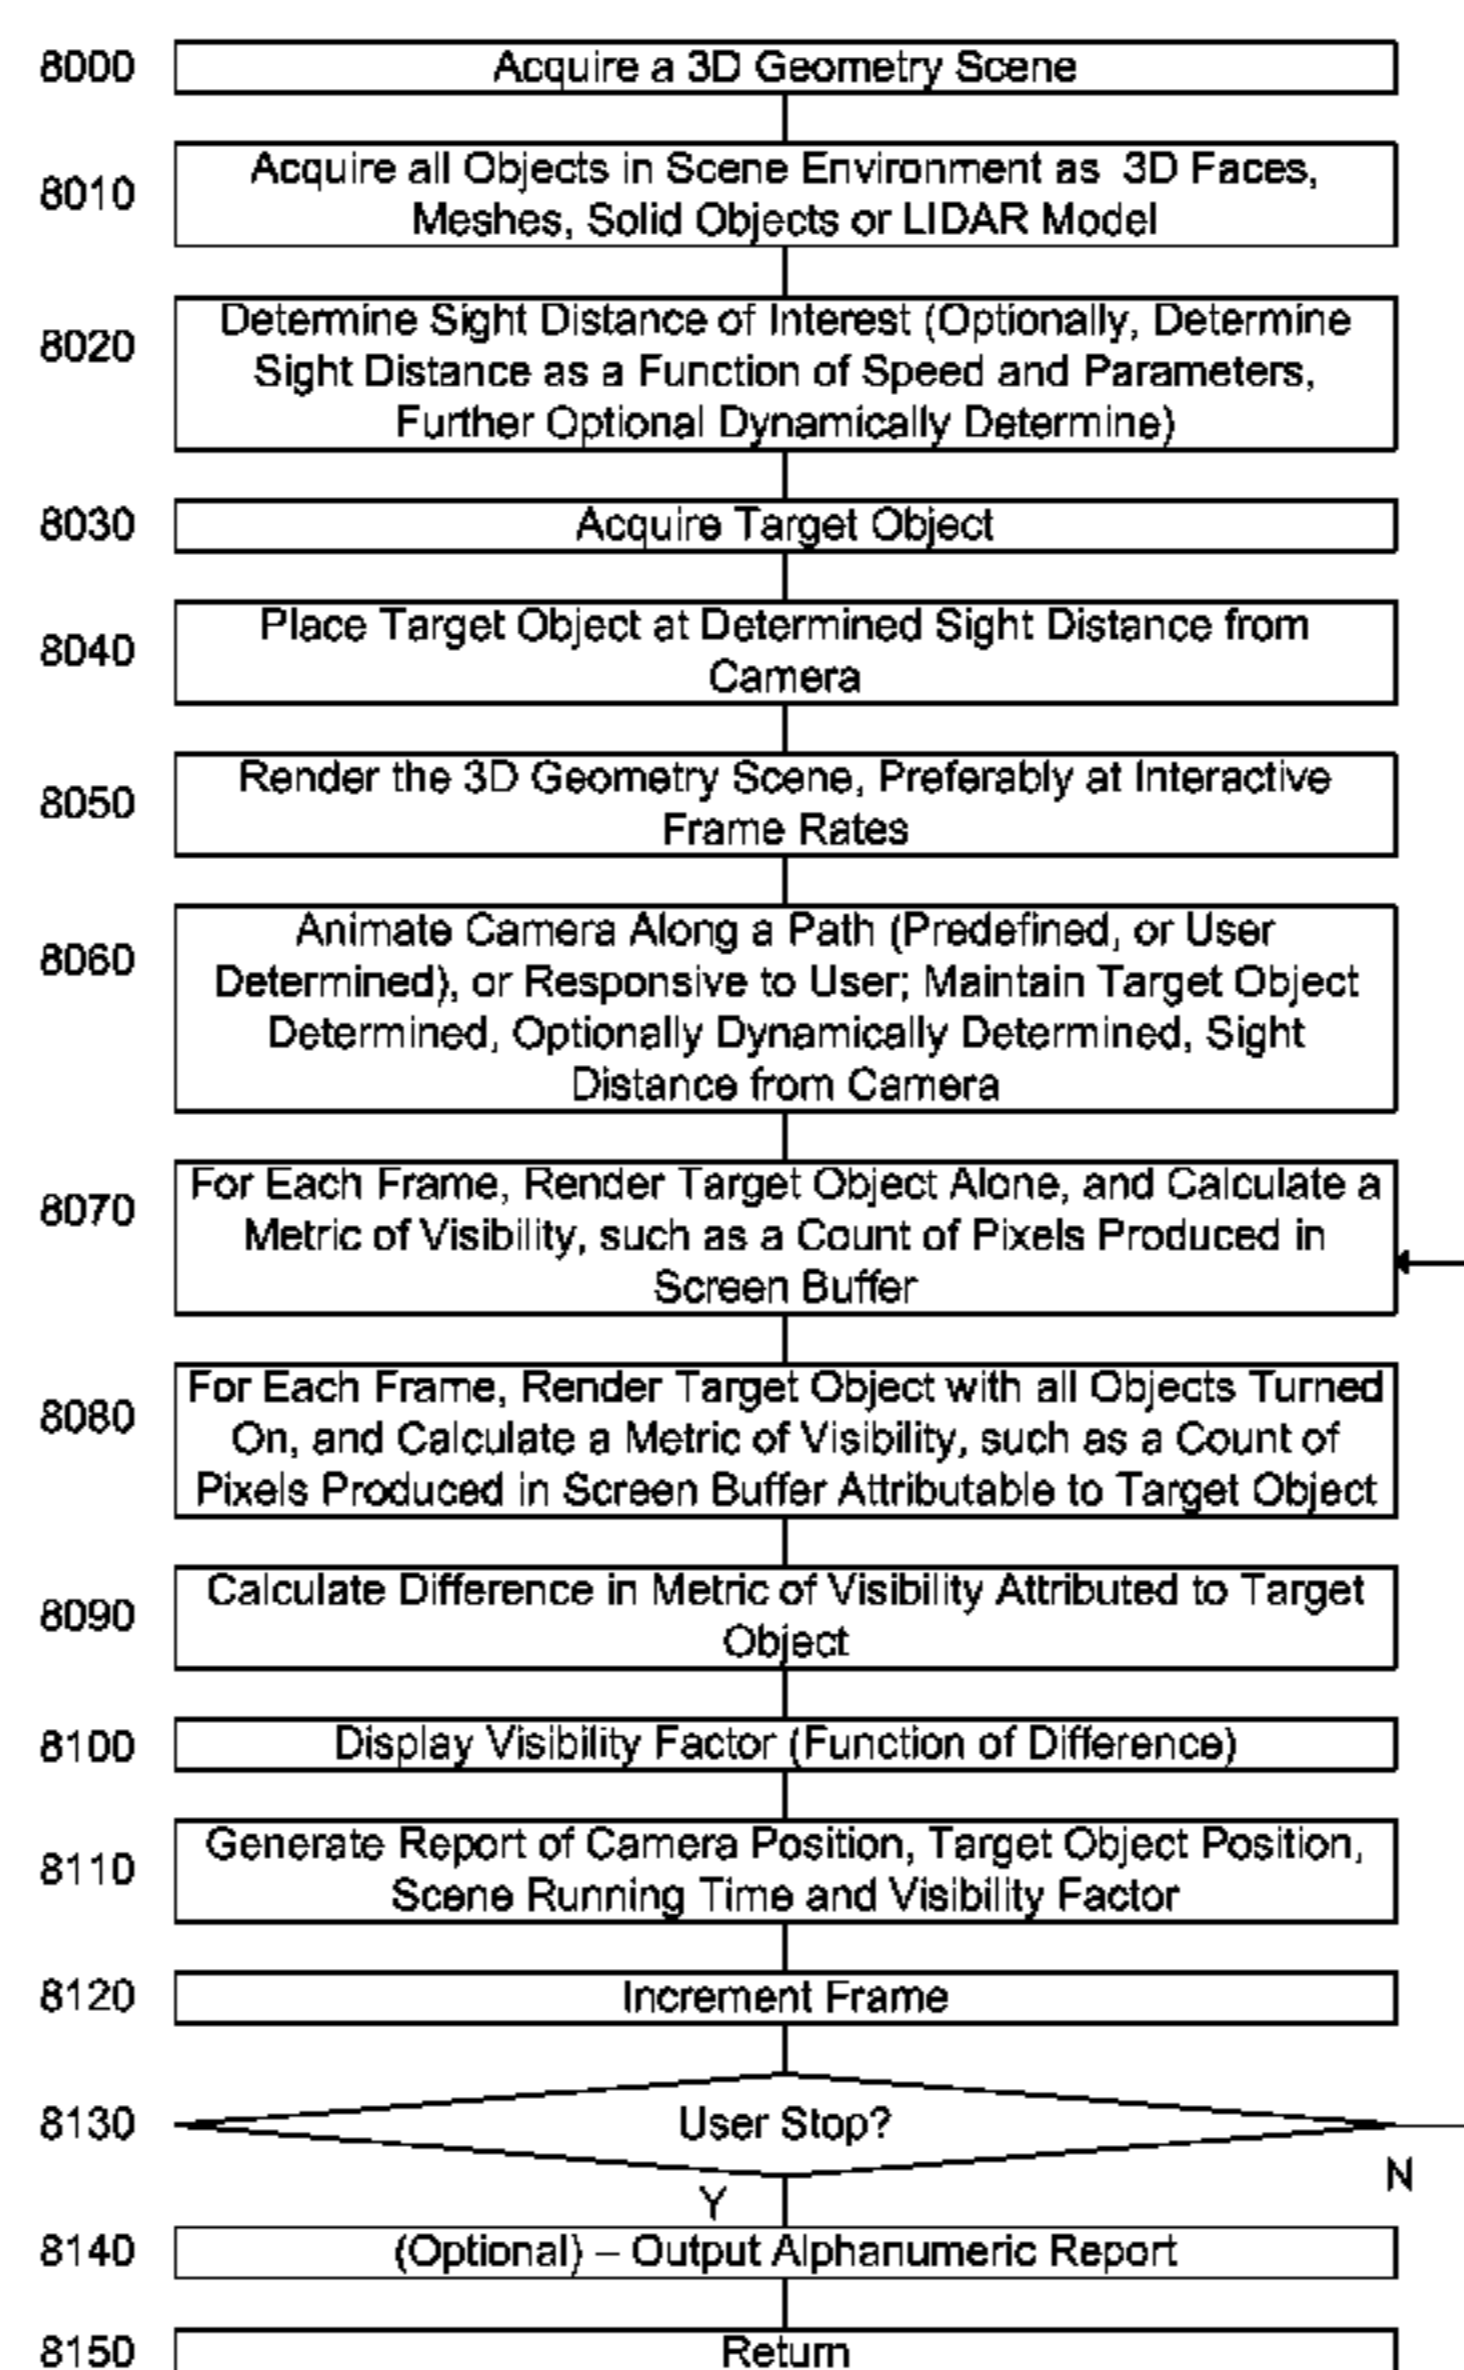 8000
Acquire a 3D Geometry Scene
8010
Acquire all Objects in Scene Environment as 3D Faces,
Meshes, Solid Objects or LIDAR Model
8020
Determine Sight Distance of Interest (Optionally, Determine
Sight Distance as a Function of Speed and Parameters,
Further Optional Dynamically Determine)
8030
Acquire Target Object
8040
Place Target Object at Determined Sight Distance from
Camera
8050
Render the 3D Geometry Scene, Preferably at Interactive
Frame Rates
8060
Animate Camera Along a Path (Predefined, or User
Determined), or Responsive to User; Maintain Target Object
Determined, Optionally Dynamically Determined, Sight
Distance from Camera
8070
For Each Frame, Render Target Object Alone, and Calculate a
Metric of Visibility, such as a Count of Pixels Produced in
Screen Buffer
8080
For Each Frame, Render Target Object with all Objects Turned
On, and Calculate a Metric of Visibility, such as a Count of
Pixels Produced in Screen Buffer Attributable to Target Object
8090
Calculate Difference in Metric of Visibility Attributed to Target
Object
8100
Display Visibility Factor (Function of Difference)
8110
Generate Report of Camera Position, Target Object Position,
Scene Running Time and Visibility Factor
8120
Increment Frame
8130
User Stop?
N
Y
8140
(Optional) – Output Alphanumeric Report
8150
Return